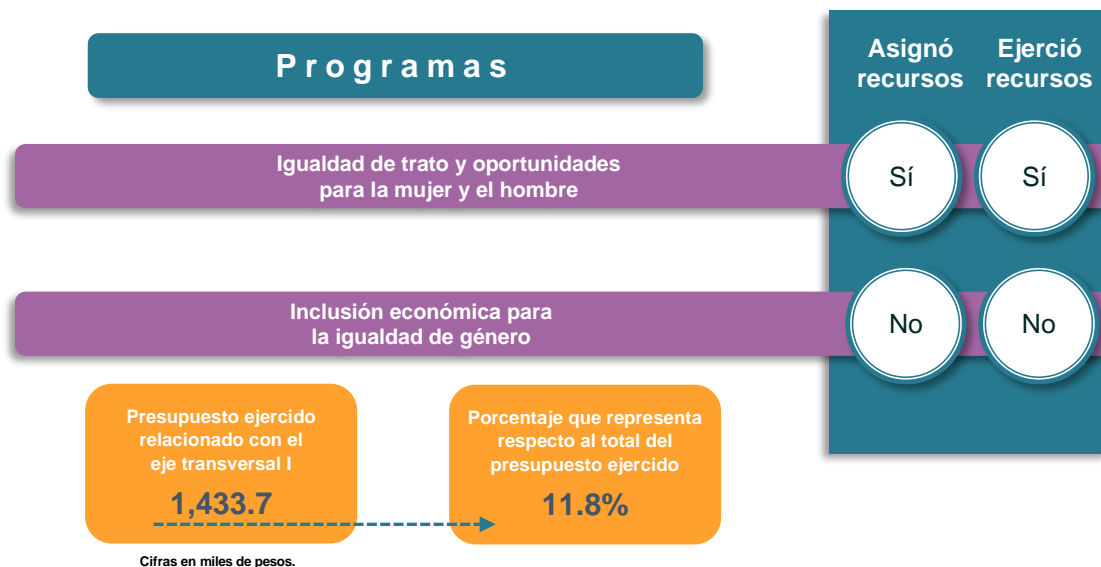 Programas
Asignó
recursos
Ejerció
recursos
Igualdad de trato y oportunidades
para la mujer y el hombre
Sí
Sí
Inclusión económica para
la igualdad de género
No
No
Presupuesto ejercido
relacionado con el
eje transversal I
1,433.7
Porcentaje que representa
respecto al total del
presupuesto ejercido
11.8%
Cifras en miles de pesos.